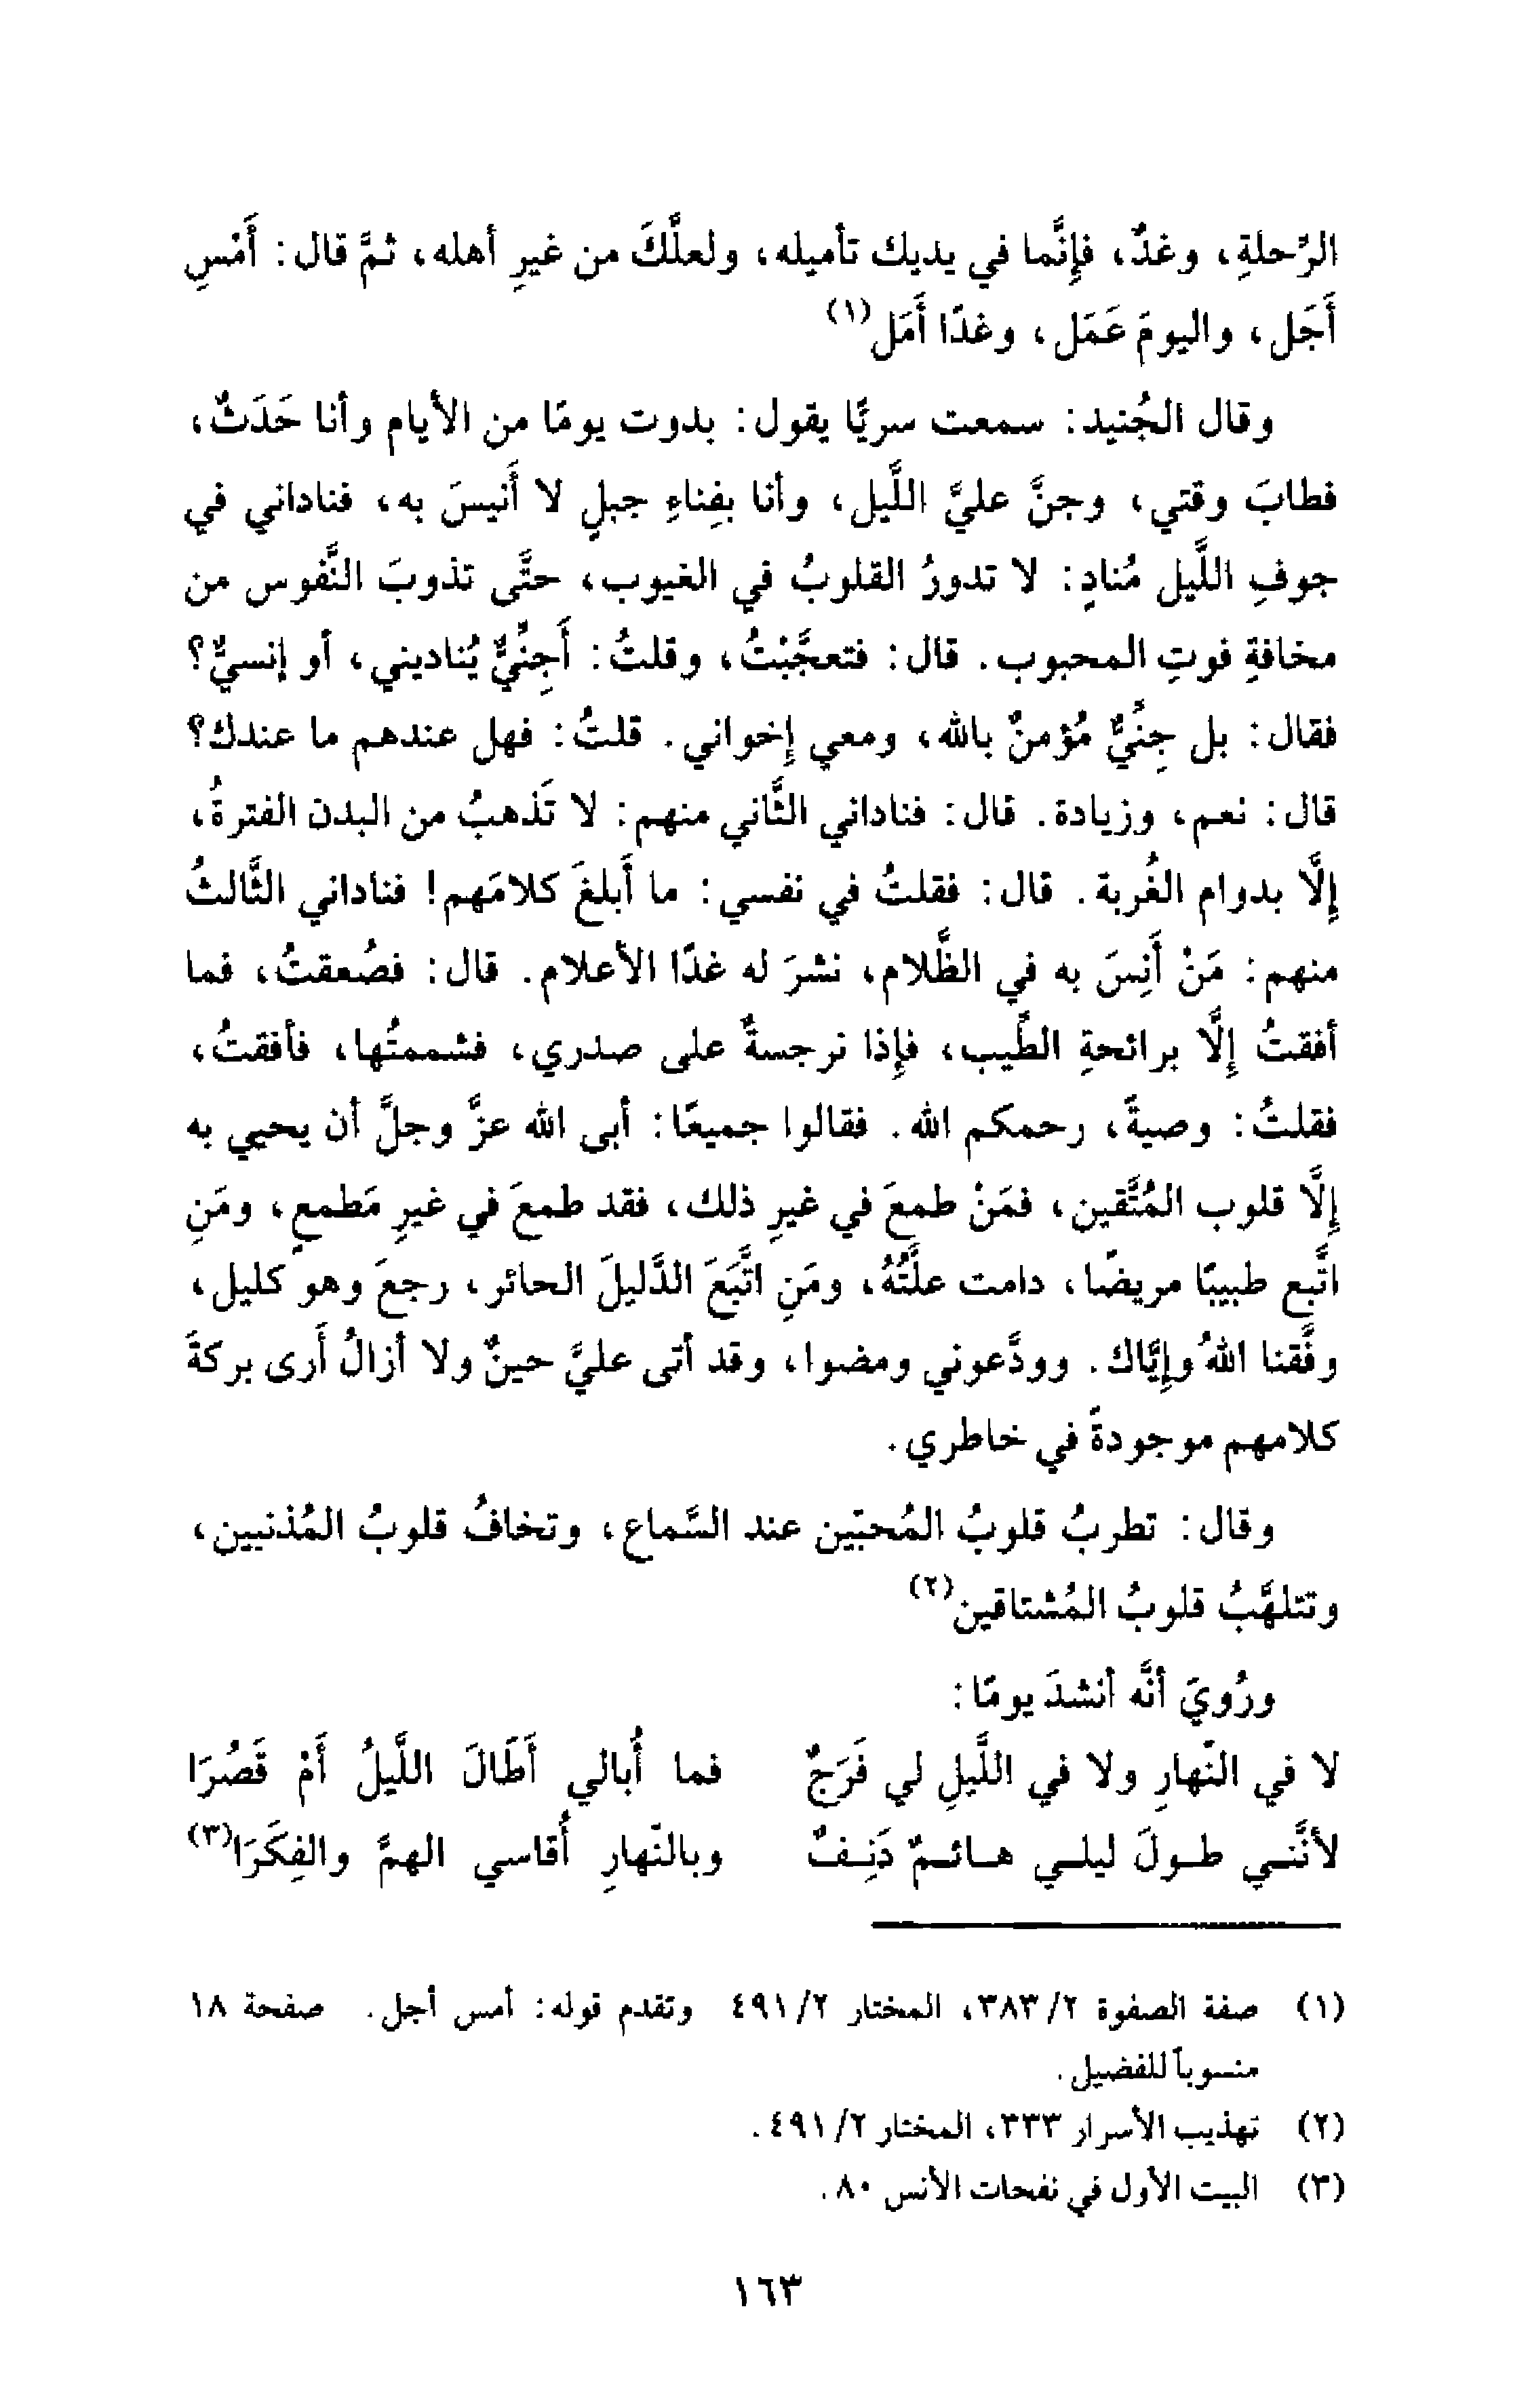 الرِّحلةِ، وغدٌ، فإنَّما في يديك تأميله، ولعلَّكَ من غيرِ أهله، ثمَّ قال: أَمْسِ
أَجَل، واليومَ عَمَل، وغدًا أَمَل(١)
وقال الجُنيد: سمعت سريًّا يقول: بدوت يومًا من الأيام وأنا حَدَثٌ،
فطابَ وقتي، وجنَّ عليَّ اللَّيل، وأنا بفِناءِ جبلٍ لا أَنيسَ به، فناداني في
جوفِ اللَّيل مُنادٍ: لا تدورُ القلوبُ في الغيوب، حتَّى تذوبَ النُّفوس من
مخافةِ فوتِ المحبوب. قال: فتعجَّبْتُ، وقلتُ: أَجِنِّيٌّ يُناديني، أو إنسيٌّ؟
فقال: بل جِنِّيٌّ مُؤمنٌ بالله، ومعي إخواني. قلتُ: فهل عندهم ما عندك؟
قال: نعم، وزيادة. قال: فناداني الثَّاني منهم: لا تَذهبُ من البدن الفترةُ،
إلَّا بدوام الغُربة. قال: فقلتُ في نفسي: ما أَبلغَ كلامَهم! فناداني الثَّالثُ
منهم: مَنْ أَنِسَ به في الظَّلام، نشرَ له غدًا الأعلام. قال: فصُعقتُ، فما
أفقتُ إلَّا برائحةِ الطِّيب، فإذا نرجسةٌ على صدري، فشممتُها، فأفقتُ،
فقلتُ: وصيةً، رحمكم الله. فقالوا جميعًا: أبى الله عزَّ وجلَّ أن يحيي به
إلَّا قلوب المُتَّقين، فمَنْ طمعَ في غيرِ ذلك، فقد طمعَ في غيرِ مَطمعٍ، ومَنِ
اتَّبع طبيبًا مريضًا، دامت علَّتُهُ، ومَنِ اتَّبَعَ الدَّليلَ الحائر، رجعَ وهو كليل،
وفَّقنا اللهُ وإيَّاك. وودَّعوني ومضوا، وقد أتى عليَّ حينٌ ولا أزالُ أَرى بركةَ
كلامهم موجودةً في خاطري.
وقال: تطربُ قلوبُ المُحبّين عند السَّماع، وتخافُ قلوبُ المُذنبين،
وتتلهَّبُ قلوبُ المُشتاقين(٢)
ورُويَ أنَّه أنشدَ يومًا:
لا في النّهارِ ولا في اللَّيلِ لي فَرَجٌ فما أُبالي أَطَالَ اللَّيلُ أَمْ قَصُرَا
لأنَّني طولَ ليلي هائمٌ دَنِفٌ وبالنّهارِ أُقاسي الهمَّ والفِكَرَا(٣)
(١) صفة الصفوة ٢/ ٣٨٣، المختار ٢/ ٤٩١ وتقدم قوله: أمس أجل. صفحة ١٨
منسوباً للفضيل.
(٢) تهذيب الأسرار ٣٣٣، المختار ٢/ ٤٩١.
(٣) البيت الأول في نفحات الأنس ٨٠.
١٦٣